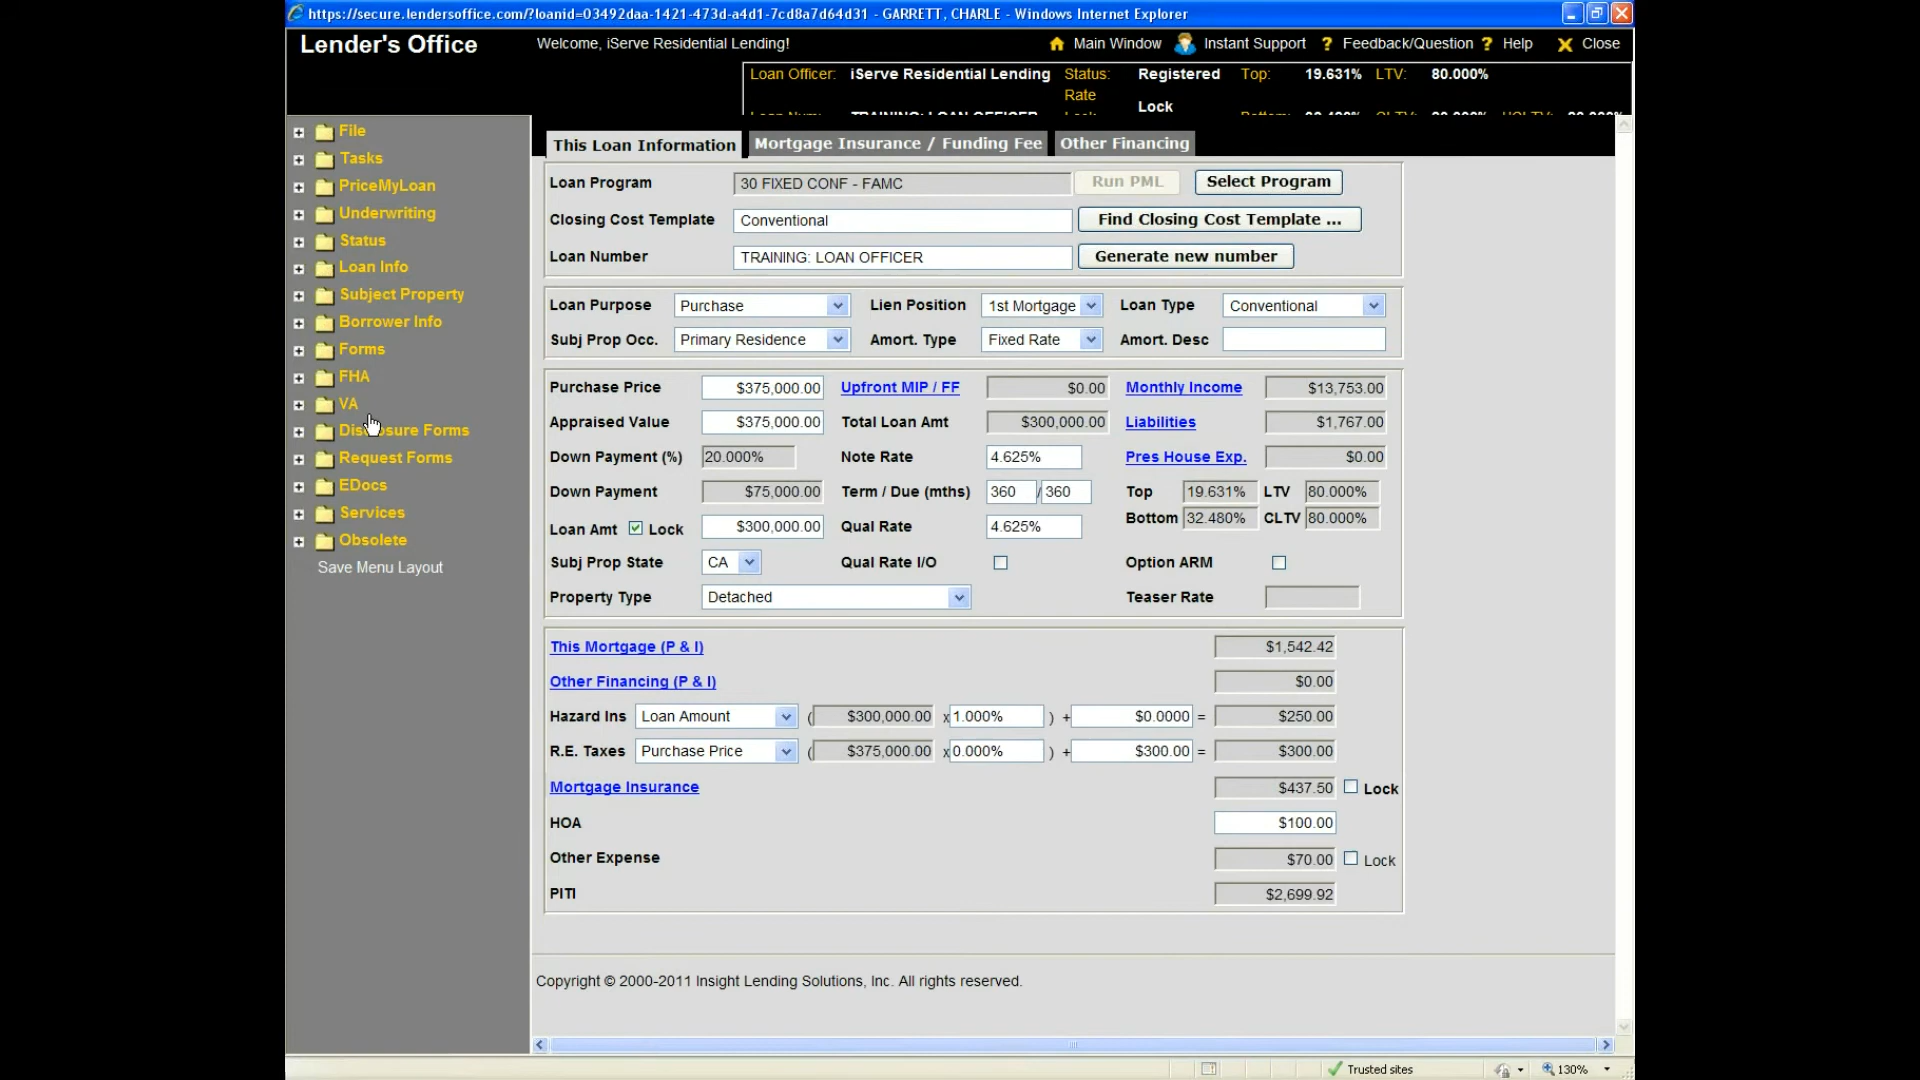 https://secure.lendersoffice.com/?loanid=03492daa-1421-473d-a4d1-7cd8a7d64d31 - GARRETT, CHARLE - Windows Internet Explorer
Lender's Office Welcome, iServe Residential Lending! Main Window Instant Support ? Feedback/Question ? Help X Close
Loan Officer: iServe Residential Lending Status: Registered Top: 19.631% LTV: 80.000%
Rate Lock
File
Tasks
PriceMyLoan
Underwriting
Status
Loan Info
Subject Property
Borrower Info
Forms
FHA
VA
Disclosure Forms
Request Forms
EDocs
Services
Obsolete
Save Menu Layout
This Loan Information Mortgage Insurance / Funding Fee Other Financing
Loan Program 30 FIXED CONF - FAMC Run PML Select Program
Closing Cost Template Conventional Find Closing Cost Template ...
Loan Number TRAINING: LOAN OFFICER Generate new number
Loan Purpose Purchase Lien Position 1st Mortgage Loan Type Conventional
Subj Prop Occ. Primary Residence Amort. Type Fixed Rate Amort. Desc
Purchase Price $375,000.00 Upfront MIP / FF $0.00 Monthly Income $13,753.00
Appraised Value $375,000.00 Total Loan Amt $300,000.00 Liabilities $1,767.00
Down Payment (%) 20.000% Note Rate 4.625% Pres House Exp. $0.00
Down Payment $75,000.00 Term / Due (mths) 360 / 360 Top 19.631% LTV 80.000%
Bottom 32.480% CLTV 80.000%
Loan Amt Lock $300,000.00 Qual Rate 4.625%
Subj Prop State CA Qual Rate I/O Option ARM
Property Type Detached Teaser Rate
This Mortgage (P & I) $1,542.42
Other Financing (P & I) $0.00
Hazard Ins Loan Amount ( $300,000.00 x 1.000% ) + $0.0000 = $250.00
R.E. Taxes Purchase Price ( $375,000.00 x 0.000% ) + $300.00 = $300.00
Mortgage Insurance $437.50 Lock
HOA $100.00
Other Expense $70.00 Lock
PITI $2,699.92
Copyright © 2000-2011 Insight Lending Solutions, Inc. All rights reserved.
Trusted sites 130%